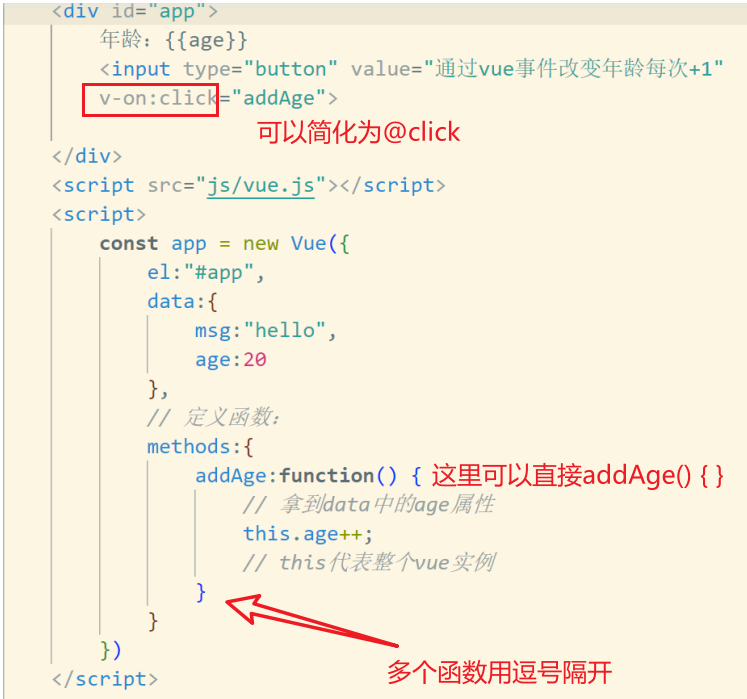 <div id="app">
年龄：{{age}}
<input type="button" value="通过vue事件改变年龄每次+1"
v-on:click="addAge">
可以简化为@click
</div>
<script src="js/vue.js"></script>
<script>
const app = new Vue({
el:"#app",
data:{
msg:"hello",
age:20
},
// 定义函数：
methods:{
addAge:function() { 这里可以直接addAge() { }
// 拿到data中的age属性
this.age++;
// this代表整个vue实例
}
}
})
多个函数用逗号隔开
</script>